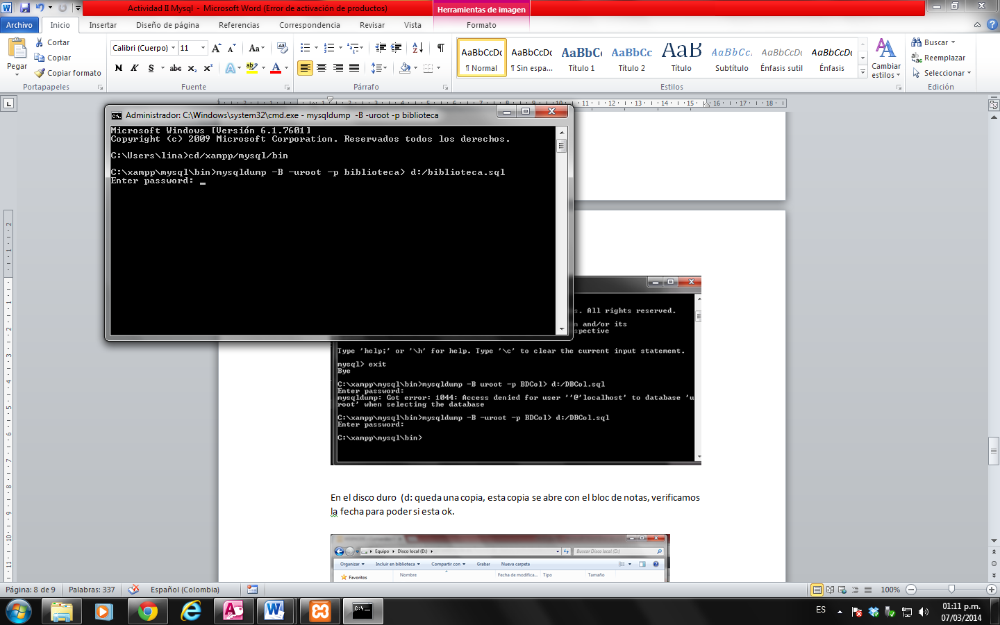 Actividad II Mysql - Microsoft Word (Error de activación de productos)
Herramientas de imagen
Archivo Inicio Insertar Diseño de página Referencias Correspondencia Revisar Vista Formato
Pegar
Cortar
Copiar
Copiar formato
Portapapeles
Calibri (Cuerpo) 11
N K S abc x₂ x²
Fuente
Párrafo
AaBbCcDc AaBbCcDc AaBbCc AaBbCc AaB AaBbCc. AaBbCcDc AaBbCcDc
¶ Normal ¶ Sin espa... Título 1 Título 2 Título Subtítulo Énfasis sutil Énfasis
Cambiar
estilos
Estilos
Buscar
Reemplazar
Seleccionar
Edición
Administrador: C:\Windows\system32\cmd.exe - mysqldump -B -uroot -p biblioteca
Microsoft Windows [Versión 6.1.7601]
Copyright (c) 2009 Microsoft Corporation. Reservados todos los derechos.
C:\Users\lina>cd/xampp/mysql/bin
C:\xampp\mysql\bin>mysqldump -B -uroot -p biblioteca> d:/biblioteca.sql
Enter password: _
s. All rights reserved.
n and/or its
spective
Type 'help;' or '\h' for help. Type '\c' to clear the current input statement.
mysql> exit
Bye
C:\xampp\mysql\bin>mysqldump -B uroot -p BDCol> d:/DBCol.sql
Enter password:
mysqldump: Got error: 1044: Access denied for user ''@'localhost' to database 'u
root' when selecting the database
C:\xampp\mysql\bin>mysqldump -B -uroot -p BDCol> d:/DBCol.sql
Enter password:
C:\xampp\mysql\bin>
En el disco duro (d: queda una copia, esta copia se abre con el bloc de notas, verificamos
la fecha para poder si esta ok.
Equipo Disco local (D:)
Buscar Disco local (D:)
Organizar Incluir en biblioteca Compartir con Grabar Nueva carpeta
Favoritos
Nombre Fecha de modifica... Tipo Tamaño
Página: 8 de 9 Palabras: 337 Español (Colombia)
100%
ES
01:11 p.m.
07/03/2014